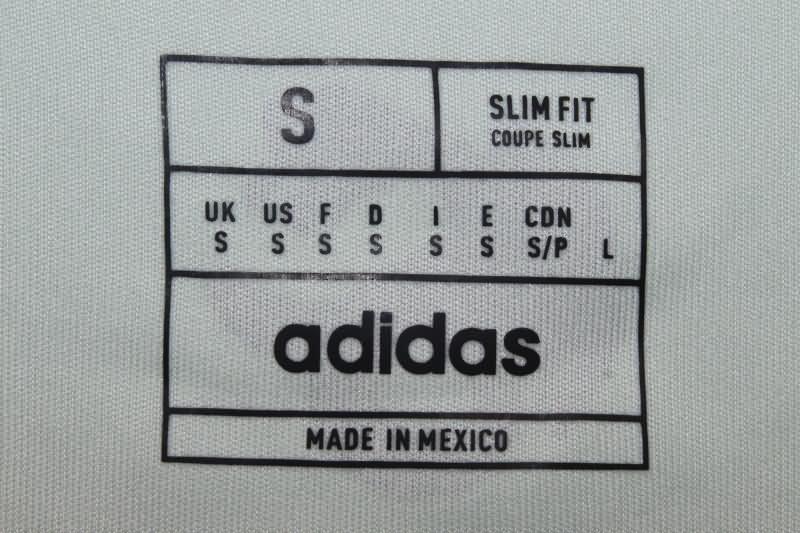 S
SLIM FIT
COUPE SLIM
UK US F D I E CDN
S S S S S S S/P L
adidas
MADE IN MEXICO